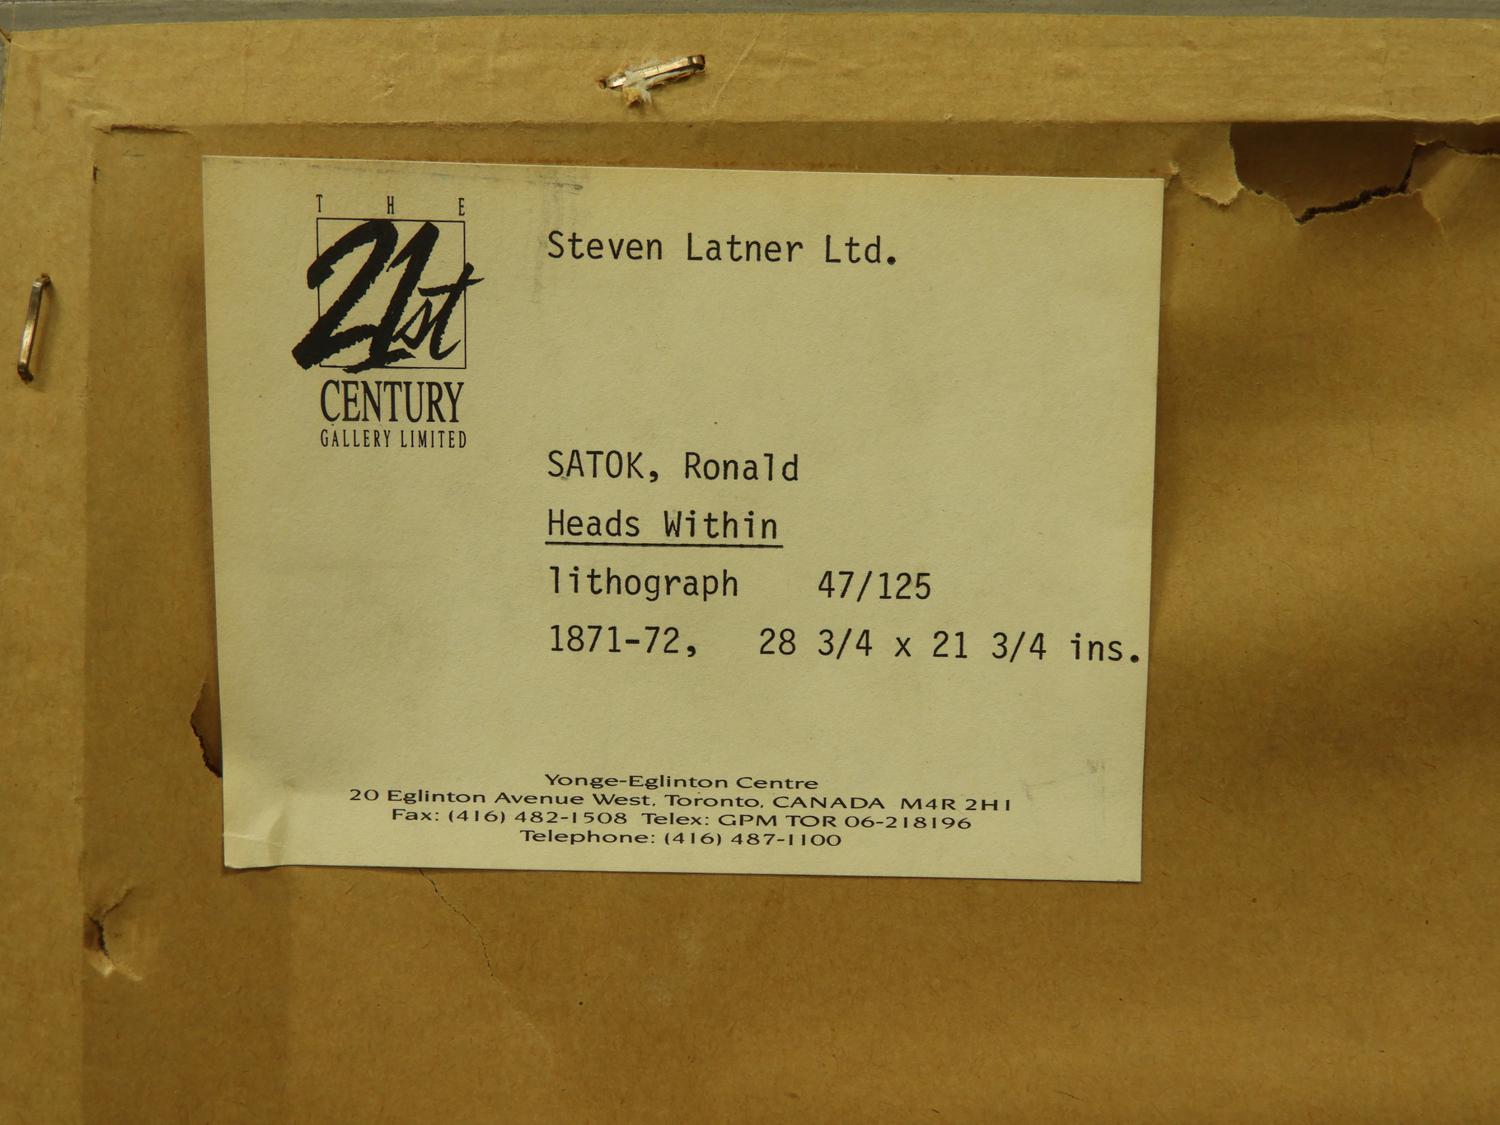 THE
21st
CENTURY
GALLERY LIMITED
Steven Latner Ltd.
SATOK, Ronald
Heads Within
lithograph 47/125
1871-72, 28 3/4 x 21 3/4 ins.
Yonge-Eglinton Centre
20 Eglinton Avenue West, Toronto, CANADA M4R 2H1
Fax: (416) 482-1508 Telex: GPM TOR 06-218196
Telephone: (416) 487-1100